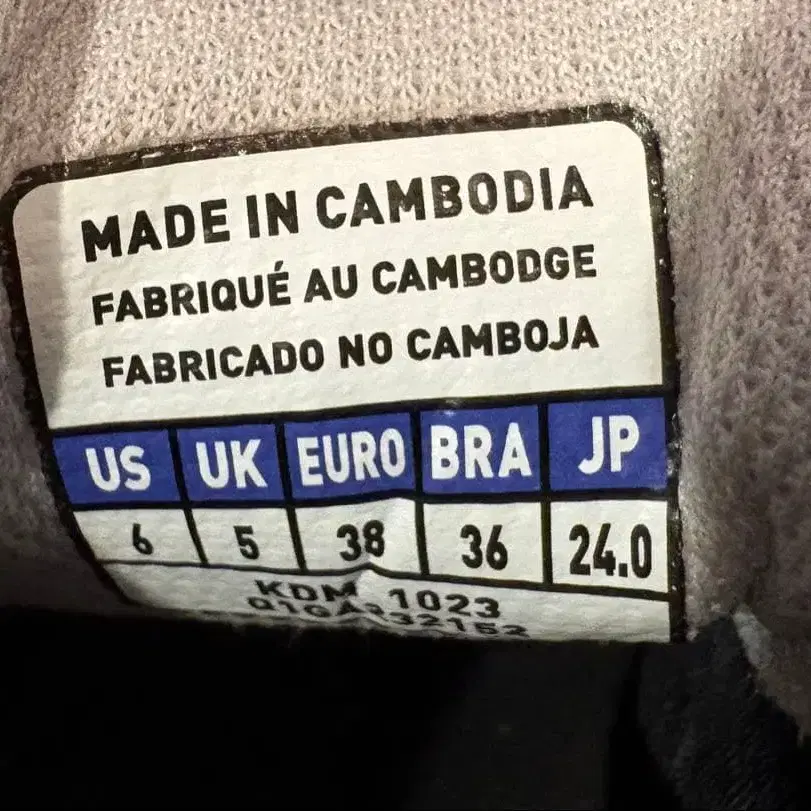 MADE IN CAMBODIA
FABRIQUÉ AU CAMBODGE
FABRICADO NO CAMBOJA
US UK EURO BRA JP
6 5 38 36 24.0
KDM 1023